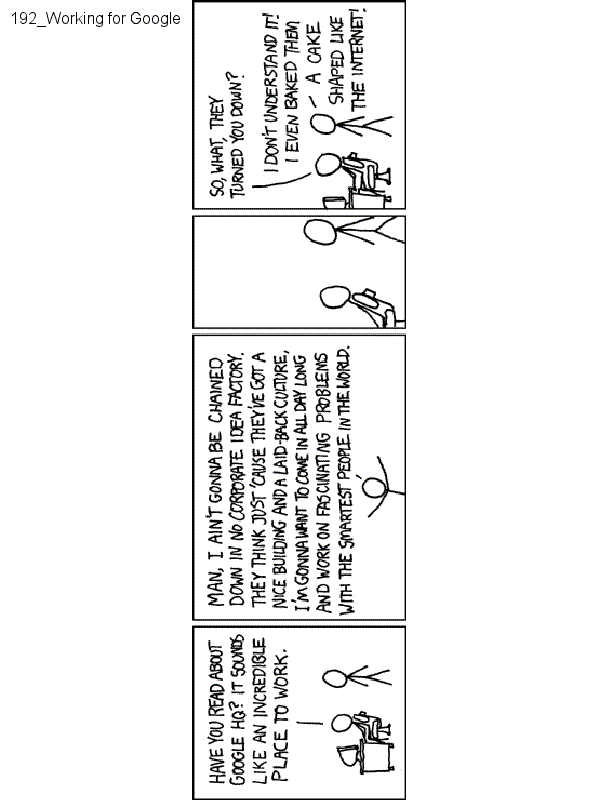 192_Working for Google
HAVE YOU READ ABOUT
GOOGLE HQ? IT SOUNDS
LIKE AN INCREDIBLE
PLACE TO WORK.
MAN, I AIN'T GONNA BE CHAINED
DOWN IN NO CORPORATE IDEA FACTORY.
THEY THINK JUST 'CAUSE THEY'VE GOT A
NICE BUILDING AND A LAID-BACK CULTURE,
I'M GONNA WANT TO COME IN ALL DAY LONG
AND WORK ON FASCINATING PROBLEMS
WITH THE SMARTEST PEOPLE IN THE WORLD.
SO, WHAT, THEY
TURNED YOU DOWN?
I DON'T UNDERSTAND IT!
I EVEN BAKED THEM
A CAKE
SHAPED LIKE
THE INTERNET!